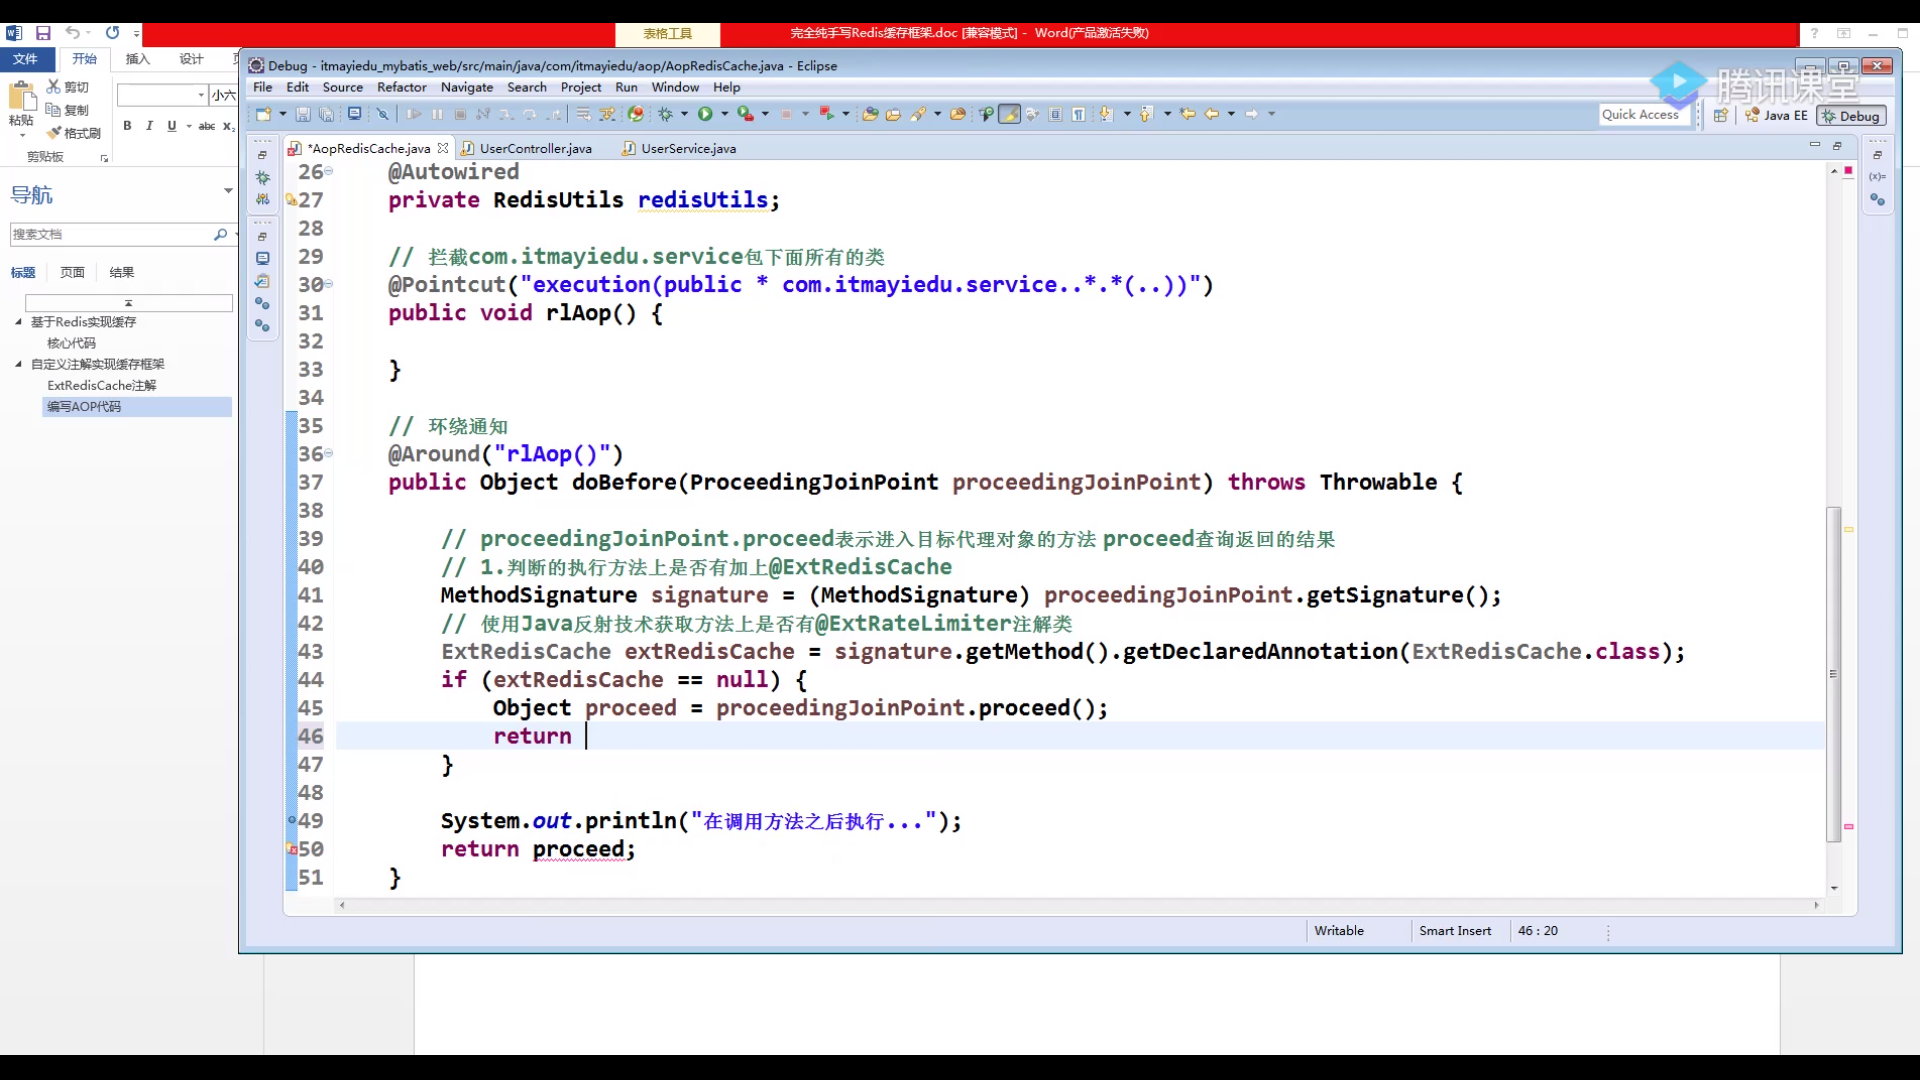 表格工具
完全纯手写Redis缓存框架.doc [兼容模式] - Word(产品激活失败)
文件 开始 插入 设计
剪切
复制
格式刷
粘贴
小六
B I U abc x,
剪贴板
导航
搜索文档
标题 页面 结果
基于Redis实现缓存
核心代码
自定义注解实现缓存框架
ExtRedisCache注解
编写AOP代码
Debug - itmayiedu_mybatis_web/src/main/java/com/itmayiedu/aop/AopRedisCache.java - Eclipse
腾讯课堂
File Edit Source Refactor Navigate Search Project Run Window Help
Quick Access
Java EE
Debug
*AopRedisCache.java UserController.java UserService.java
26 @Autowired
27 private RedisUtils redisUtils;
28
29 // 拦截com.itmayiedu.service包下面所有的类
30 @Pointcut("execution(public * com.itmayiedu.service..*.*(..))")
31 public void rlAop() {
32
33 }
34
35 // 环绕通知
36 @Around("rlAop()")
37 public Object doBefore(ProceedingJoinPoint proceedingJoinPoint) throws Throwable {
38
39 // proceedingJoinPoint.proceed表示进入目标代理对象的方法 proceed查询返回的结果
40 // 1.判断的执行方法上是否有加上@ExtRedisCache
41 MethodSignature signature = (MethodSignature) proceedingJoinPoint.getSignature();
42 // 使用Java反射技术获取方法上是否有@ExtRateLimiter注解类
43 ExtRedisCache extRedisCache = signature.getMethod().getDeclaredAnnotation(ExtRedisCache.class);
44 if (extRedisCache == null) {
45 Object proceed = proceedingJoinPoint.proceed();
46 return
47 }
48
49 System.out.println("在调用方法之后执行...");
50 return proceed;
51 }
Writable Smart Insert 46 : 20